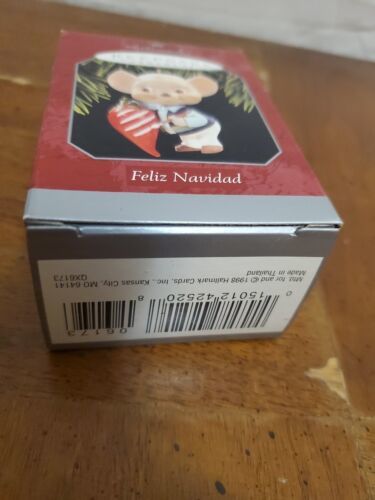 Feliz Navidad
Mfd. for and © 1998 Hallmark Cards, Inc., Kansas City, MO 64141
Made in Thailand
QX6173
0 15012 42520 8
06173